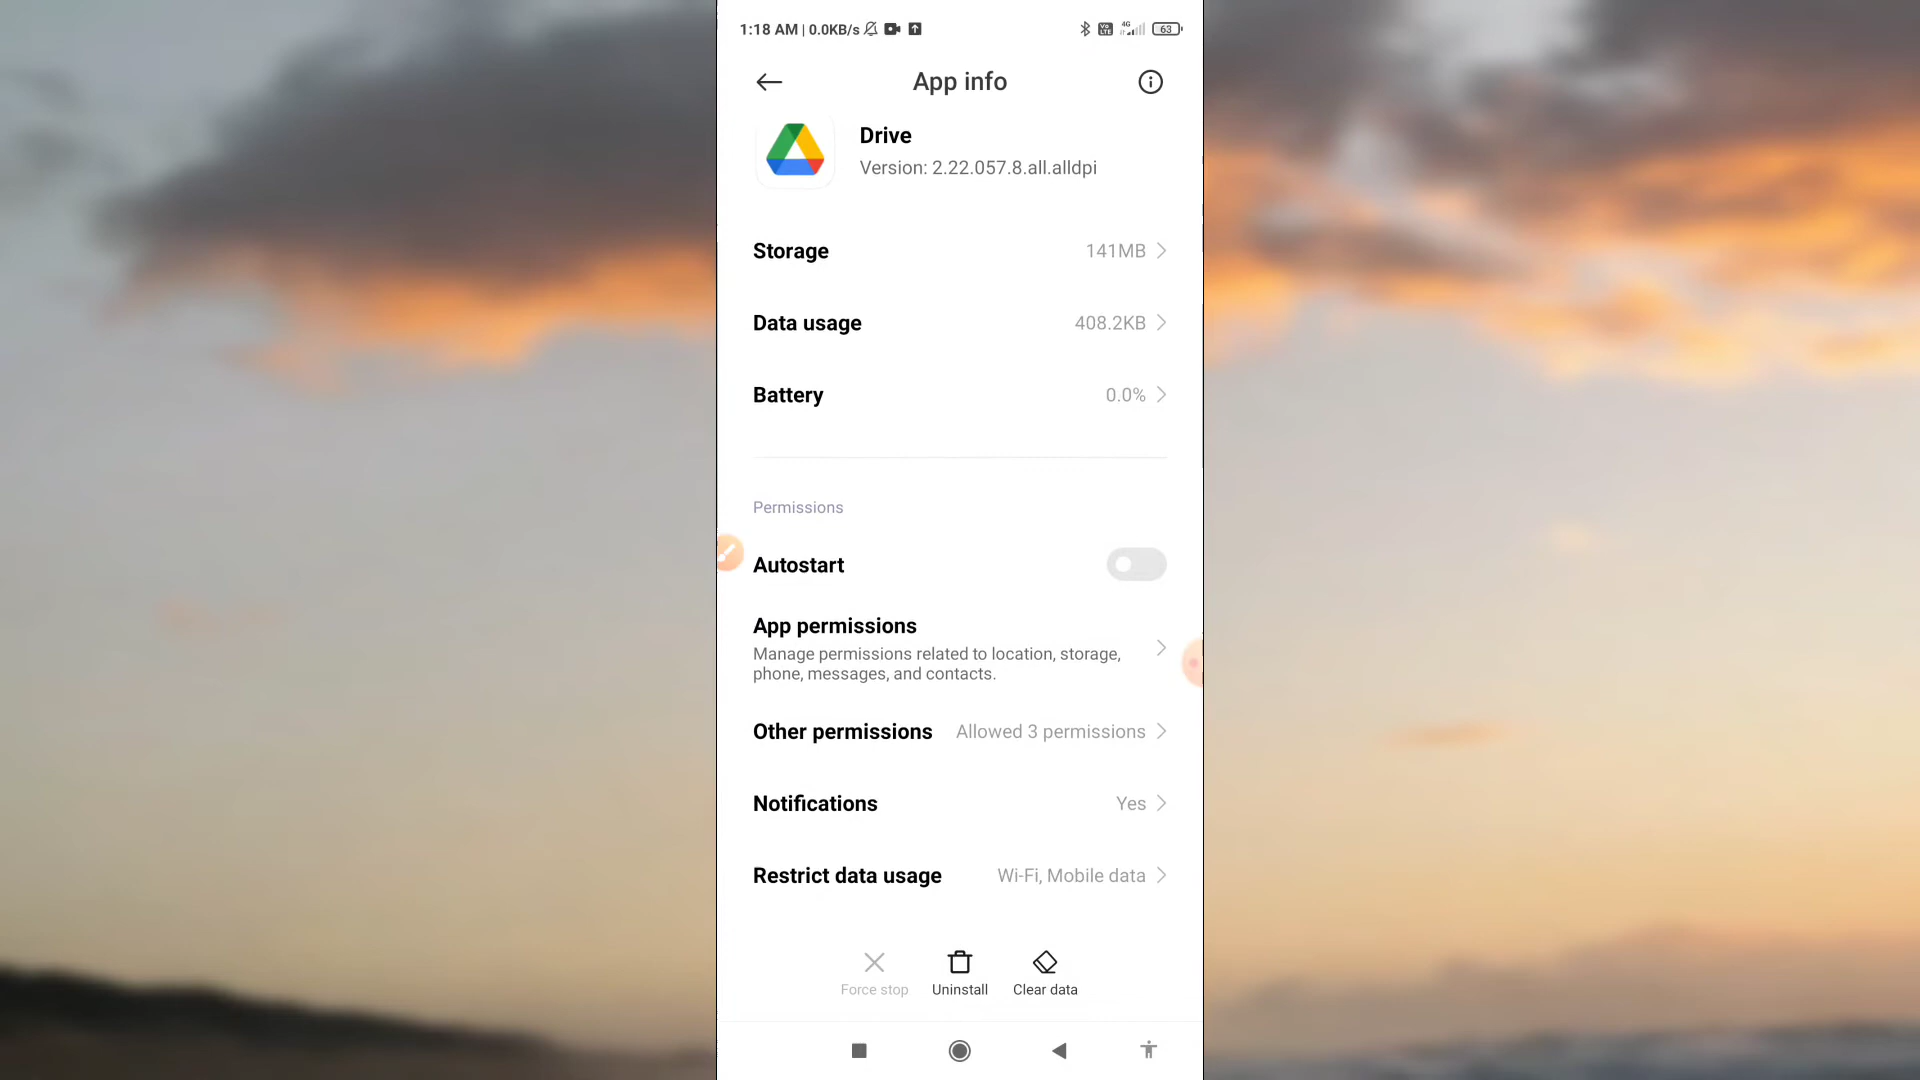 1:18 AM | 0.0KB/s
4G
63
App info
Drive
Version: 2.22.057.8.all.alldpi
Storage 141MB
Data usage 408.2KB
Battery 0.0%
Permissions
Autostart
App permissions
Manage permissions related to location, storage,
phone, messages, and contacts.
Other permissions Allowed 3 permissions
Notifications Yes
Restrict data usage Wi-Fi, Mobile data
Force stop Uninstall Clear data